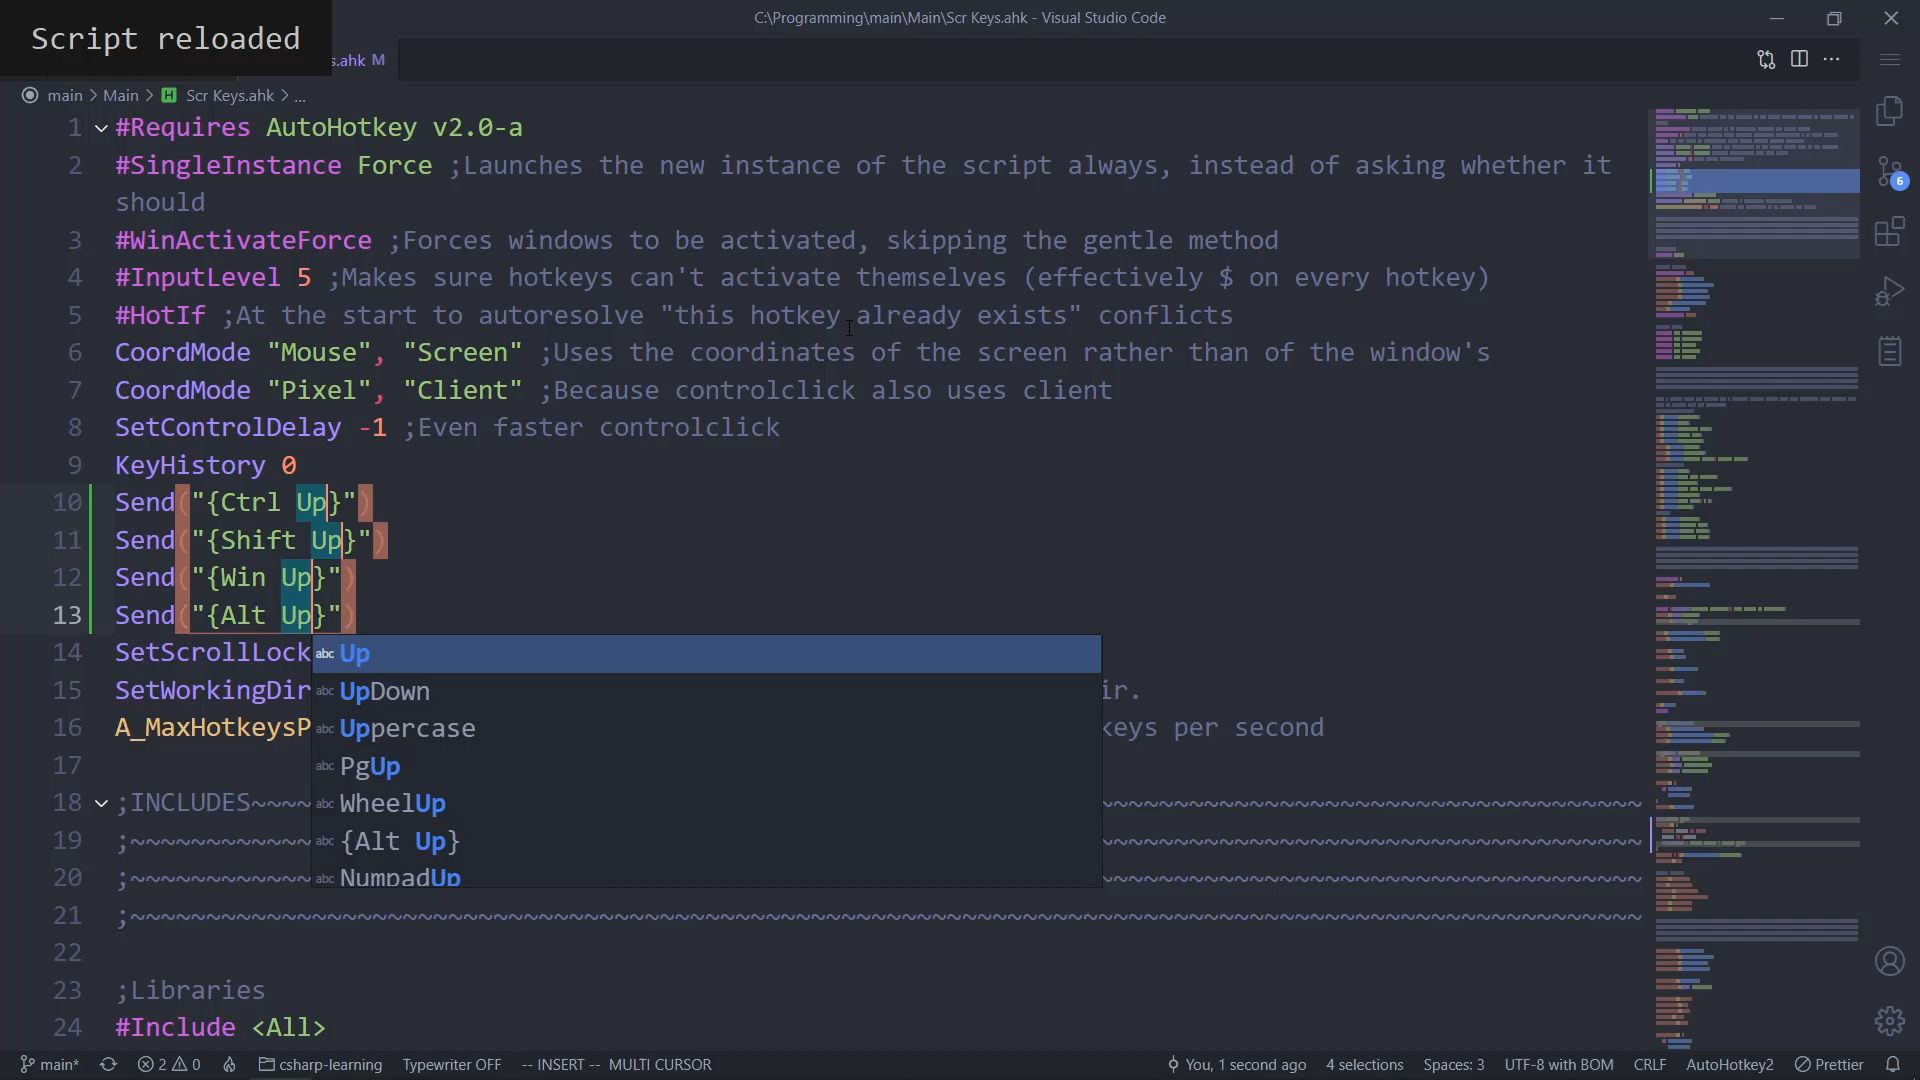 C:\Programming\main\Main\Scr Keys.ahk - Visual Studio Code
Script reloaded
s.ahk M
main > Main > Scr Keys.ahk > ...
1 #Requires AutoHotkey v2.0-a
2 #SingleInstance Force ;Launches the new instance of the script always, instead of asking whether it
should
3 #WinActivateForce ;Forces windows to be activated, skipping the gentle method
4 #InputLevel 5 ;Makes sure hotkeys can't activate themselves (effectively $ on every hotkey)
5 #HotIf ;At the start to autoresolve "this hotkey already exists" conflicts
6 CoordMode "Mouse", "Screen" ;Uses the coordinates of the screen rather than of the window's
7 CoordMode "Pixel", "Client" ;Because controlclick also uses client
8 SetControlDelay -1 ;Even faster controlclick
9 KeyHistory 0
10 Send("{Ctrl Up}")
11 Send("{Shift Up}")
12 Send("{Win Up}")
13 Send("{Alt Up}")
14 SetScrollLock
abc Up
15 SetWorkingDir
abc UpDown
ir.
16 A_MaxHotkeysP
abc Uppercase
keys per second
17
abc PgUp
18 ;INCLUDES~~~~
abc WheelUp
~~~~~~~~~~~~~~~~~~~~~~~~~~~~~~~~~~~~
19 ;~~~~~~~~~~~~
abc {Alt Up}
~~~~~~~~~~~~~~~~~~~~~~~~~~~~~~~~~~~~
20 ;~~~~~~~~~~~~
abc NumpadUp
~~~~~~~~~~~~~~~~~~~~~~~~~~~~~~~~~~~~
21 ;~~~~~~~~~~~~~~~~~~~~~~~~~~~~~~~~~~~~~~~~~~~~~~~~~~~~~~~~~~~~~~~~~~~~~~~~~~~~~~~~~~~~~~~~~~~~~~~~~~~~
22
23 ;Libraries
24 #Include <All>
6
main* 2 0 csharp-learning Typewriter OFF -- INSERT -- MULTI CURSOR You, 1 second ago 4 selections Spaces: 3 UTF-8 with BOM CRLF AutoHotkey2 Prettier